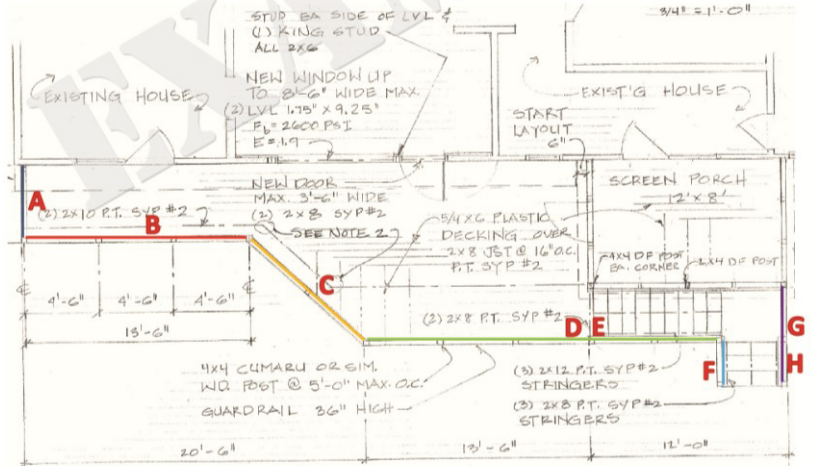 STUD EA SIDE OF LVL &
(1) KING STUD
ALL 2X6
3/4" = 1'-0"
NEW WINDOW UP
TO 8'-6" WIDE MAX.
(2) LVL 1.75" X 9.25"
Fb = 2600 PSI
E = 1.9
EXISTING HOUSE
EXIST'G HOUSE
START
LAYOUT
6"
EXAM
A
(2) 2X10 P.T. SYP #2
B
NEW DOOR
MAX. 3'-6" WIDE
(2) 2X8 SYP #2
SEE NOTE 2
SCREEN PORCH
12' X 8'
5/4 X 6 PLASTIC
DECKING OVER
2X8 JST @ 16" O.C.
P.T. SYP #2
4X4 DF POST
EA. CORNER
4X4 DF POST
C
4'-6"
4'-6"
4'-6"
13'-6"
(2) 2X8 P.T. SYP #2
D
E
G
4X4 CUMARU OR SIM.
WD. POST @ 5'-0" MAX. O.C.
GUARDRAIL 36" HIGH
(3) 2X12 P.T. SYP #2
STRINGERS
(3) 2X8 P.T. SYP #2
STRINGERS
F
H
20'-6"
13'-6"
12'-0"